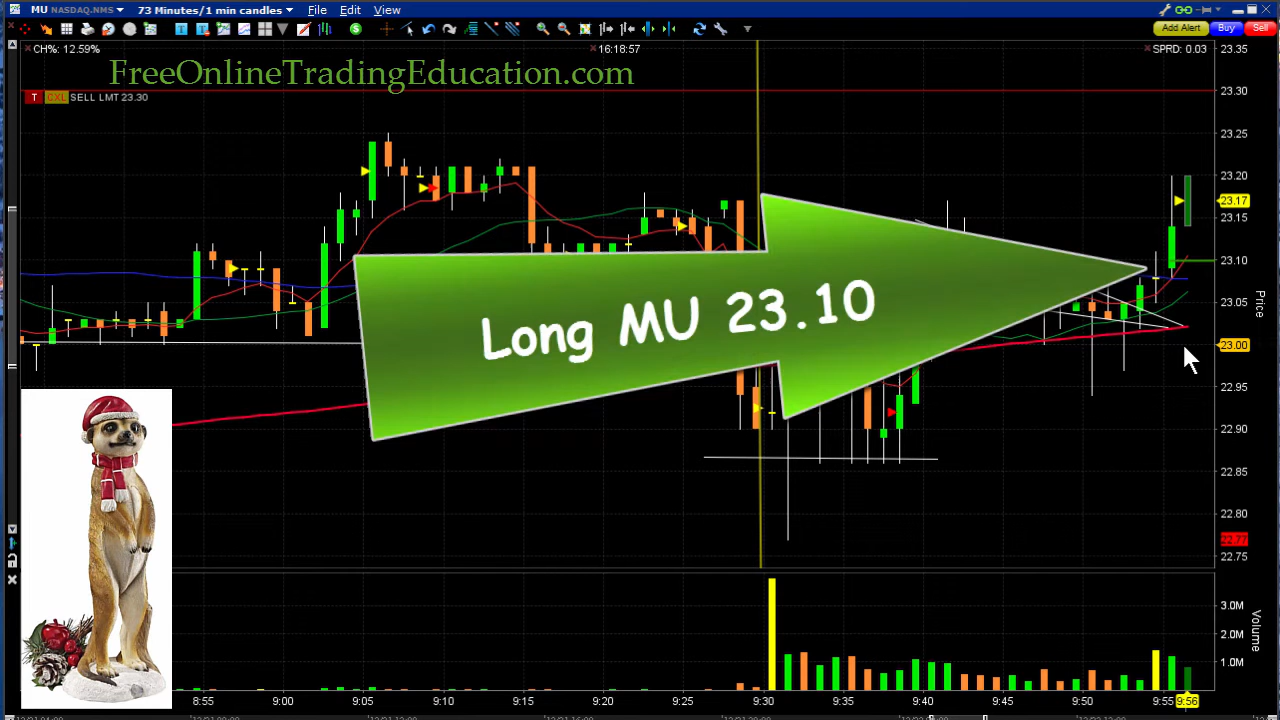 MU NASDAQ.NMS 73 Minutes/1 min candles File Edit View
Add Alert Buy Sell
CH%: 12.59% 16:18:57 SPRD: 0.03
FreeOnlineTradingEducation.com
T CXL SELL LMT 23.30
Long MU 23.10
23.35
23.30
23.25
23.20
23.17
23.15
23.10
23.05
23.00
22.95
22.90
22.85
22.80
22.77
22.75
Price
3.0M
2.0M
1.0M
Volume
8:55 9:00 9:05 9:10 9:15 9:20 9:25 9:30 9:35 9:40 9:45 9:50 9:55 9:56